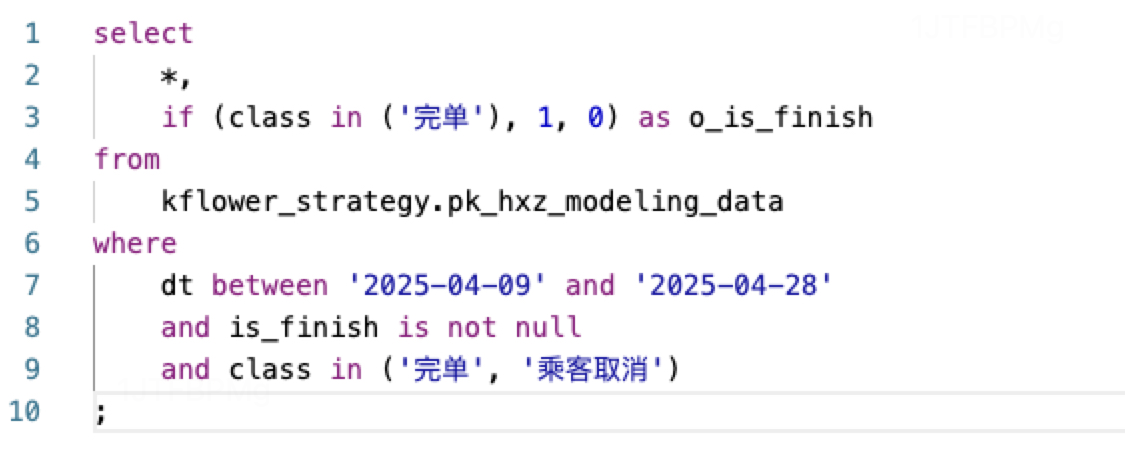 1 select
2 *,
3 if (class in ('完单'), 1, 0) as o_is_finish
4 from
5 kflower_strategy.pk_hxz_modeling_data
6 where
7 dt between '2025-04-09' and '2025-04-28'
8 and is_finish is not null
9 and class in ('完单', '乘客取消')
10 ;